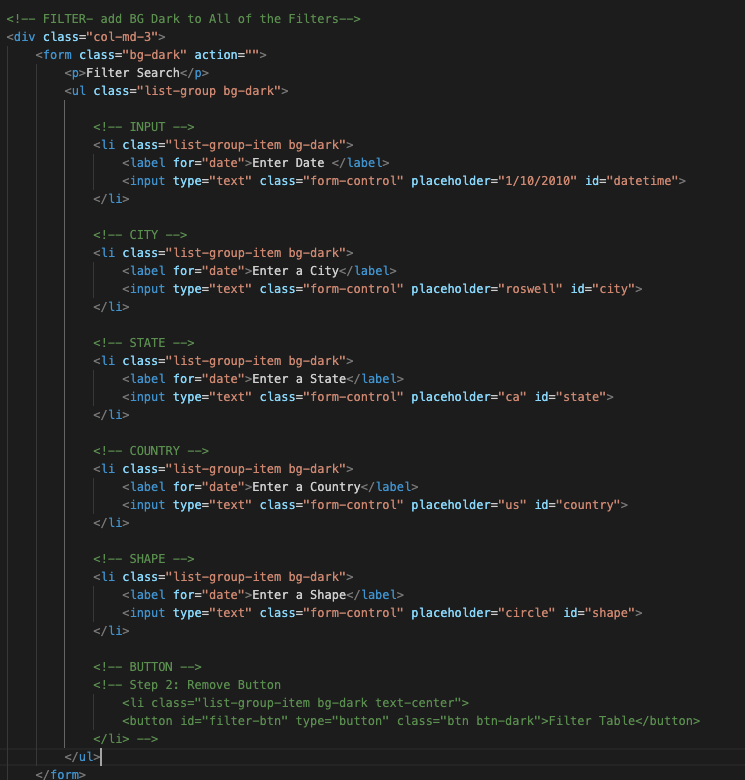 <!-- FILTER- add BG Dark to All of the Filters-->
<div class="col-md-3">
    <form class="bg-dark" action="">
        <p>Filter Search</p>
        <ul class="list-group bg-dark">

            <!-- INPUT -->
            <li class="list-group-item bg-dark">
                <label for="date">Enter Date </label>
                <input type="text" class="form-control" placeholder="1/10/2010" id="datetime">
            </li>

            <!-- CITY -->
            <li class="list-group-item bg-dark">
                <label for="date">Enter a City</label>
                <input type="text" class="form-control" placeholder="roswell" id="city">
            </li>

            <!-- STATE -->
            <li class="list-group-item bg-dark">
                <label for="date">Enter a State</label>
                <input type="text" class="form-control" placeholder="ca" id="state">
            </li>

            <!-- COUNTRY -->
            <li class="list-group-item bg-dark">
                <label for="date">Enter a Country</label>
                <input type="text" class="form-control" placeholder="us" id="country">
            </li>

            <!-- SHAPE -->
            <li class="list-group-item bg-dark">
                <label for="date">Enter a Shape</label>
                <input type="text" class="form-control" placeholder="circle" id="shape">
            </li>

            <!-- BUTTON -->
            <!-- Step 2: Remove Button
                <li class="list-group-item bg-dark text-center">
                <button id="filter-btn" type="button" class="btn btn-dark">Filter Table</button>
            </li> -->
        </ul>
    </form>